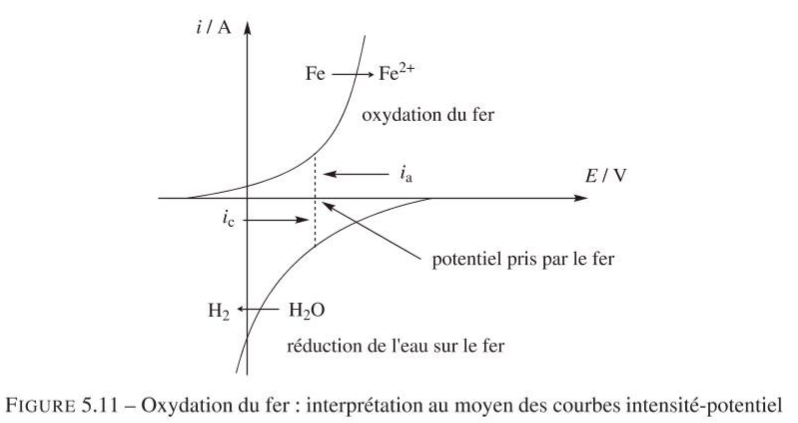 i / A
Fe → Fe²⁺
oxydation du fer
iₐ
E / V
i_c
potentiel pris par le fer
H₂ ← H₂O
réduction de l'eau sur le fer
FIGURE 5.11 – Oxydation du fer : interprétation au moyen des courbes intensité-potentiel